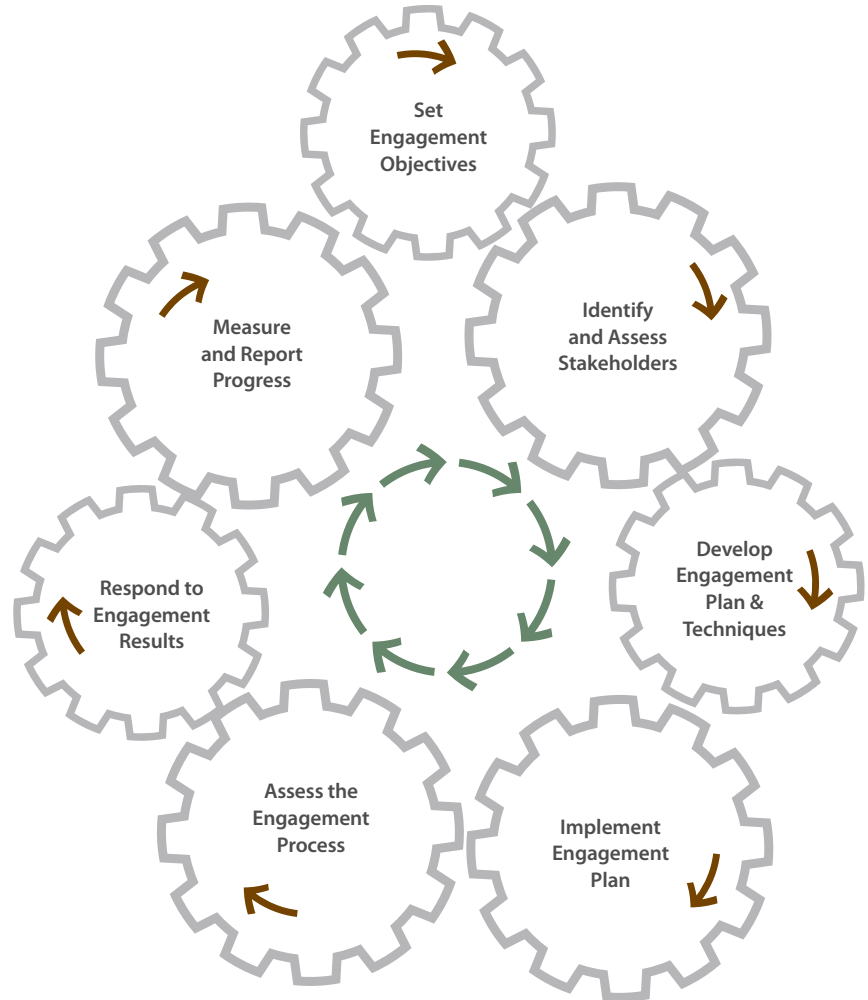 Set
Engagement
Objectives
Identify
and Assess
Stakeholders
Develop
Engagement
Plan &
Techniques
Implement
Engagement
Plan
Assess the
Engagement
Process
Respond to
Engagement
Results
Measure
and Report
Progress